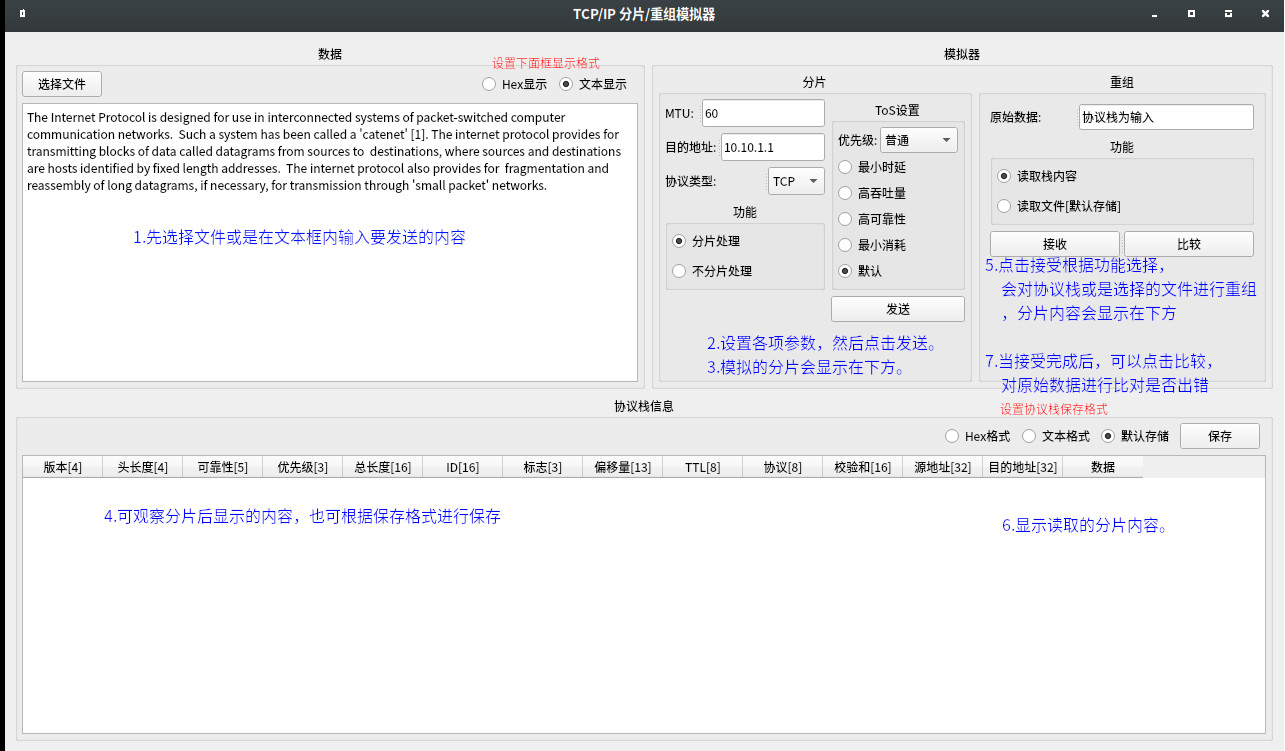 TCP/IP 分片/重组模拟器
数据
设置下面框显示格式
选择文件
Hex显示
文本显示
The Internet Protocol is designed for use in interconnected systems of packet-switched computer
communication networks.  Such a system has been called a 'catenet' [1]. The internet protocol provides for
transmitting blocks of data called datagrams from sources to  destinations, where sources and destinations
are hosts identified by fixed length addresses.  The internet protocol also provides for  fragmentation and
reassembly of long datagrams, if necessary, for transmission through 'small packet' networks.
1.先选择文件或是在文本框内输入要发送的内容
模拟器
分片
MTU: 60
目的地址: 10.10.1.1
协议类型: TCP
功能
分片处理
不分片处理
ToS设置
优先级: 普通
最小时延
高吞吐量
高可靠性
最小消耗
默认
发送
2.设置各项参数，然后点击发送。
3.模拟的分片会显示在下方。
重组
原始数据: 协议栈为输入
功能
读取栈内容
读取文件[默认存储]
接收 比较
5.点击接受根据功能选择，
会对协议栈或是选择的文件进行重组
，分片内容会显示在下方
7.当接受完成后，可以点击比较，
对原始数据进行比对是否出错
协议栈信息
设置协议栈保存格式
Hex格式 文本格式 默认存储 保存
版本[4] 头长度[4] 可靠性[5] 优先级[3] 总长度[16] ID[16] 标志[3] 偏移量[13] TTL[8] 协议[8] 校验和[16] 源地址[32] 目的地址[32] 数据
4.可观察分片后显示的内容，也可根据保存格式进行保存
6.显示读取的分片内容。